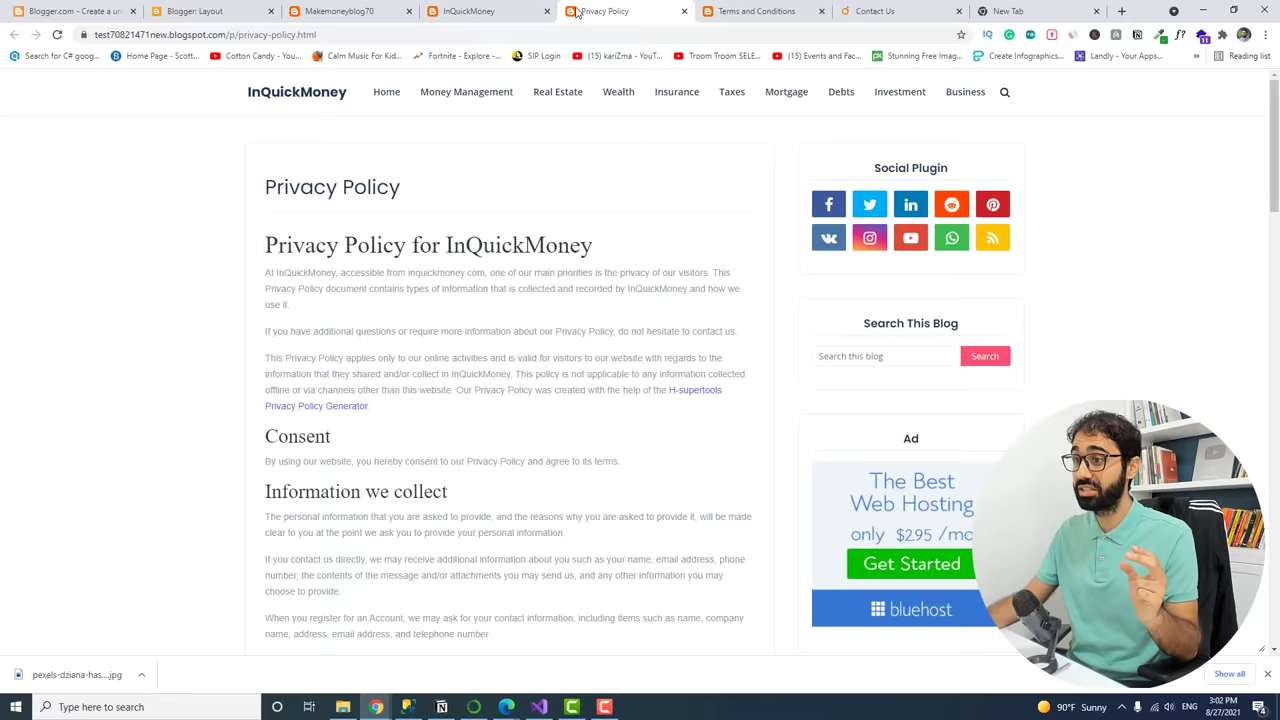 Blogger.com - Create a un
Blogger: Layout
Makemoneyblog70
InQuickMoney
Privacy Policy
Terms and Conditions
Contact Us
New Tab
test70821471new.blogspot.com/p/privacy-policy.html
Search for C# goog...
Home Page - Scott...
Cotton Candy - You...
Calm Music For Kid...
Fortnite - Explore -...
SIP Login
(15) kariZma - YouT...
Troom Troom SELE...
(15) Events and Fac...
Stunning Free Imag...
Create Infographics...
Landly - Your Apps...
»
Reading list
InQuickMoney
Home
Money Management
Real Estate
Wealth
Insurance
Taxes
Mortgage
Debts
Investment
Business
Privacy Policy
Privacy Policy for InQuickMoney
At InQuickMoney, accessible from inquickmoney.com, one of our main priorities is the privacy of our visitors. This
Privacy Policy document contains types of information that is collected and recorded by InQuickMoney and how we
use it.
If you have additional questions or require more information about our Privacy Policy, do not hesitate to contact us.
This Privacy Policy applies only to our online activities and is valid for visitors to our website with regards to the
information that they shared and/or collect in InQuickMoney. This policy is not applicable to any information collected
offline or via channels other than this website. Our Privacy Policy was created with the help of the H-supertools
Privacy Policy Generator.
Consent
By using our website, you hereby consent to our Privacy Policy and agree to its terms.
Information we collect
The personal information that you are asked to provide, and the reasons why you are asked to provide it, will be made
clear to you at the point we ask you to provide your personal information.
If you contact us directly, we may receive additional information about you such as your name, email address, phone
number, the contents of the message and/or attachments you may send us, and any other information you may
choose to provide.
When you register for an Account, we may ask for your contact information, including items such as name, company
name, address, email address, and telephone number.
Social Plugin
Search This Blog
Search this blog
Search
Ad
The Best
Web Hosting
only $2.95 /mo
Get Started
bluehost
pexels-dziana-has....jpg
Show all
Type here to search
90°F Sunny
3:02 PM
8/27/2021